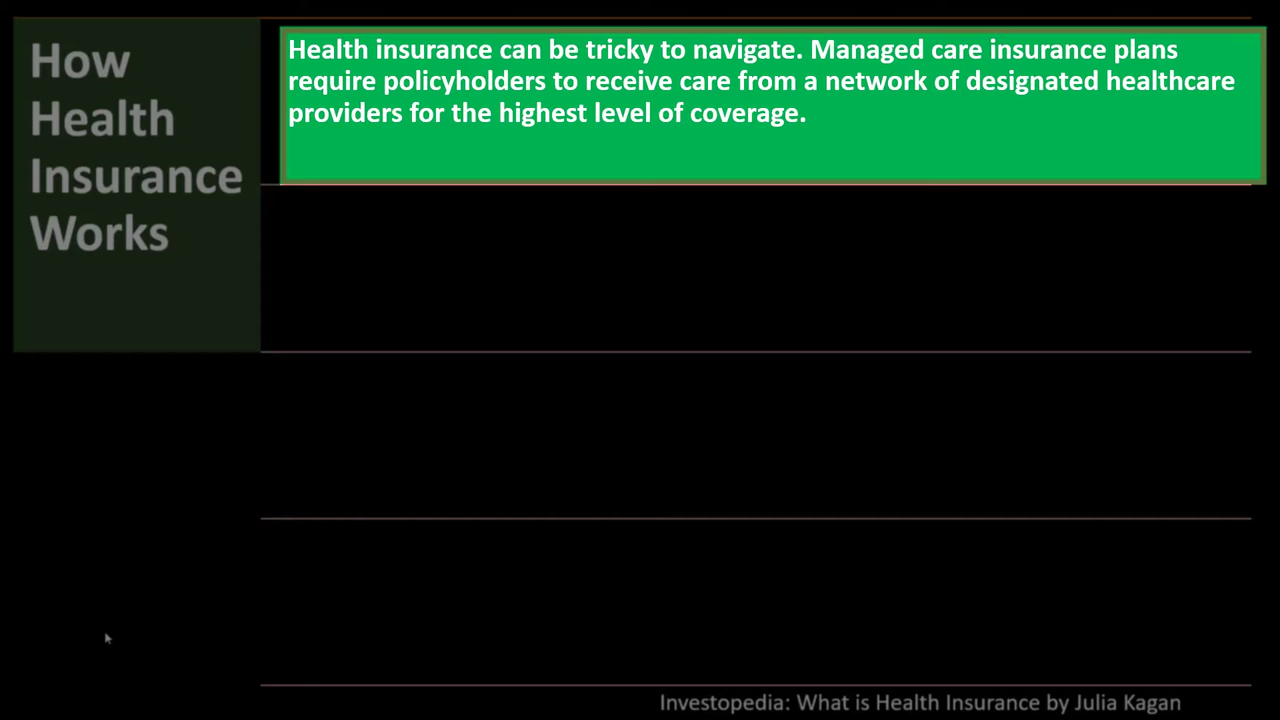 How
Health
Insurance
Works
Health insurance can be tricky to navigate. Managed care insurance plans
require policyholders to receive care from a network of designated healthcare
providers for the highest level of coverage.
Investopedia: What is Health Insurance by Julia Kagan